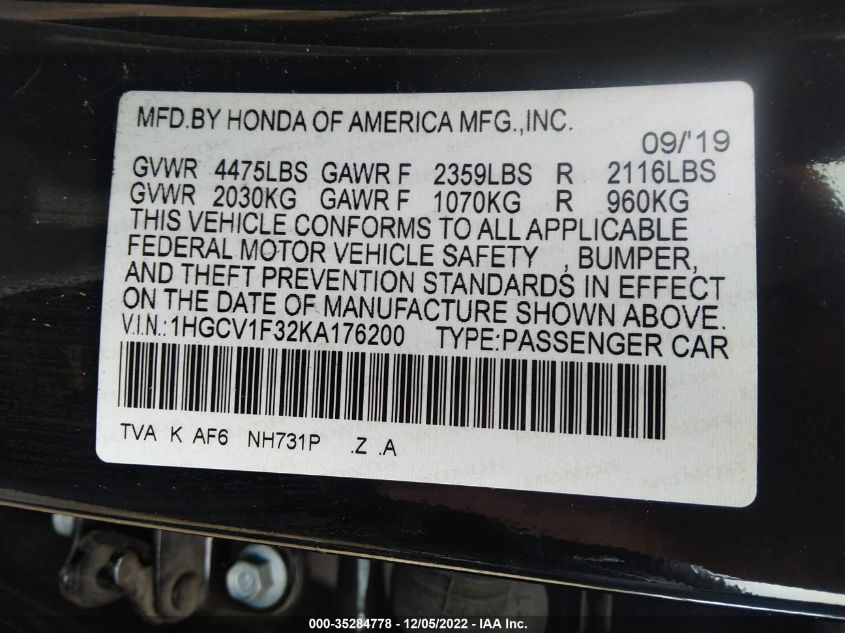 MFD.BY HONDA OF AMERICA MFG.,INC.
09/'19
GVWR 4475LBS GAWR F 2359LBS R 2116LBS
GVWR 2030KG GAWR F 1070KG R 960KG
THIS VEHICLE CONFORMS TO ALL APPLICABLE
FEDERAL MOTOR VEHICLE SAFETY , BUMPER,
AND THEFT PREVENTION STANDARDS IN EFFECT
ON THE DATE OF MANUFACTURE SHOWN ABOVE.
V.I.N.:1HGCV1F32KA176200 TYPE:PASSENGER CAR
TVA K AF6 NH731P .Z .A
000-35284778 - 12/05/2022 - IAA Inc.